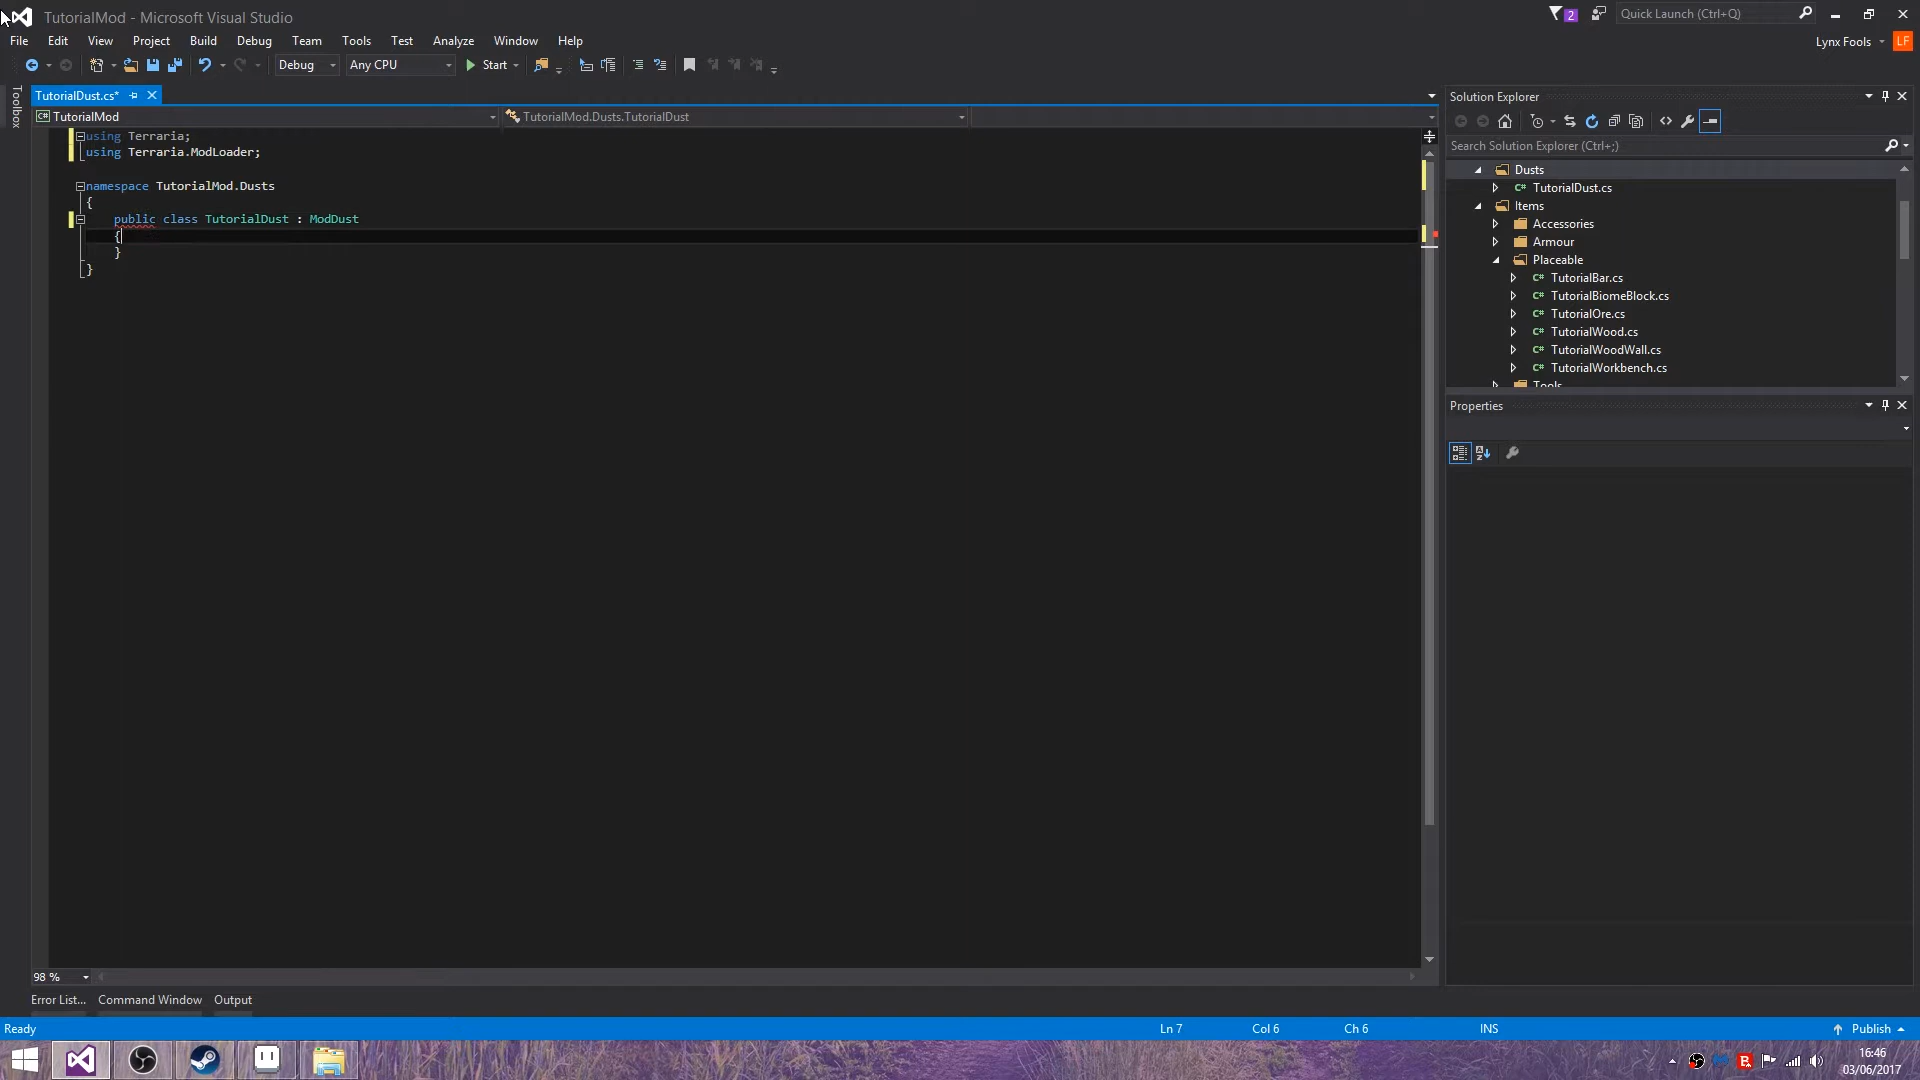 TutorialMod - Microsoft Visual Studio
2
Quick Launch (Ctrl+Q)
File Edit View Project Build Debug Team Tools Test Analyze Window Help
Lynx Fools
LF
Debug Any CPU Start
Toolbox
TutorialDust.cs*
TutorialMod
TutorialMod.Dusts.TutorialDust
using Terraria;
using Terraria.ModLoader;
namespace TutorialMod.Dusts
{
public class TutorialDust : ModDust
{
}
}
Solution Explorer
Search Solution Explorer (Ctrl+;)
Dusts
C# TutorialDust.cs
Items
Accessories
Armour
Placeable
C# TutorialBar.cs
C# TutorialBiomeBlock.cs
C# TutorialOre.cs
C# TutorialWood.cs
C# TutorialWoodWall.cs
C# TutorialWorkbench.cs
Tools
Properties
98 %
Error List... Command Window Output
Ready
Ln 7 Col 6 Ch 6 INS
Publish
16:46
03/06/2017